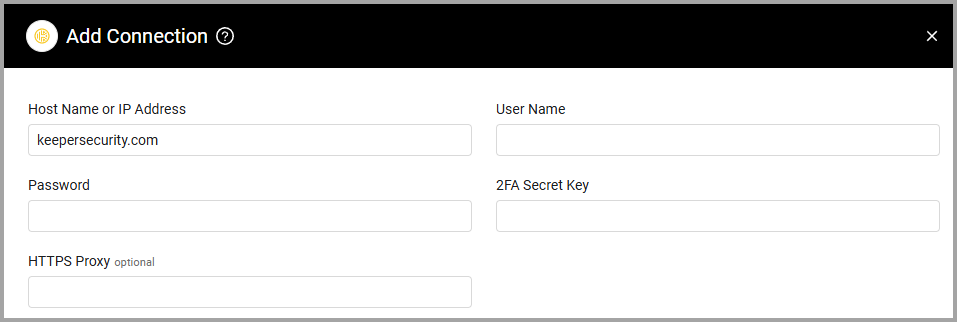 Add Connection ?
Host Name or IP Address
keepersecurity.com
User Name
Password
2FA Secret Key
HTTPS Proxy optional